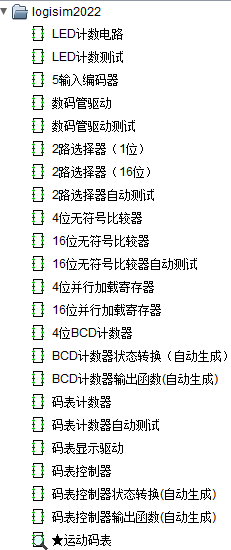 logisim2022
LED计数电路
LED计数测试
5输入编码器
数码管驱动
数码管驱动测试
2路选择器（1位）
2路选择器（16位）
2路选择器自动测试
4位无符号比较器
16位无符号比较器
16位无符号比较器自动测试
4位并行加载寄存器
16位并行加载寄存器
4位BCD计数器
BCD计数器状态转换（自动生成）
BCD计数器输出函数(自动生成)
码表计数器
码表计数器自动测试
码表显示驱动
码表控制器
码表控制器状态转换(自动生成)
码表控制器输出函数(自动生成)
★运动码表